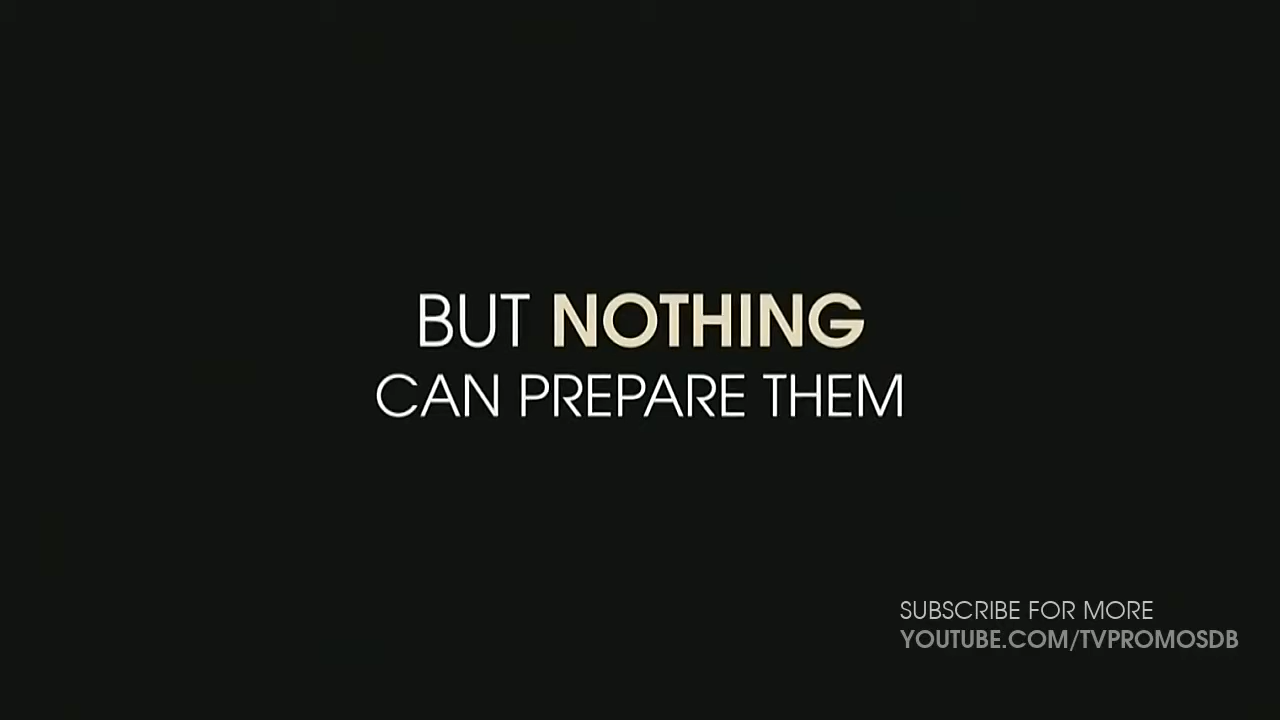 BUT NOTHING
CAN PREPARE THEM
SUBSCRIBE FOR MORE
YOUTUBE.COM/TVPROMOSDB